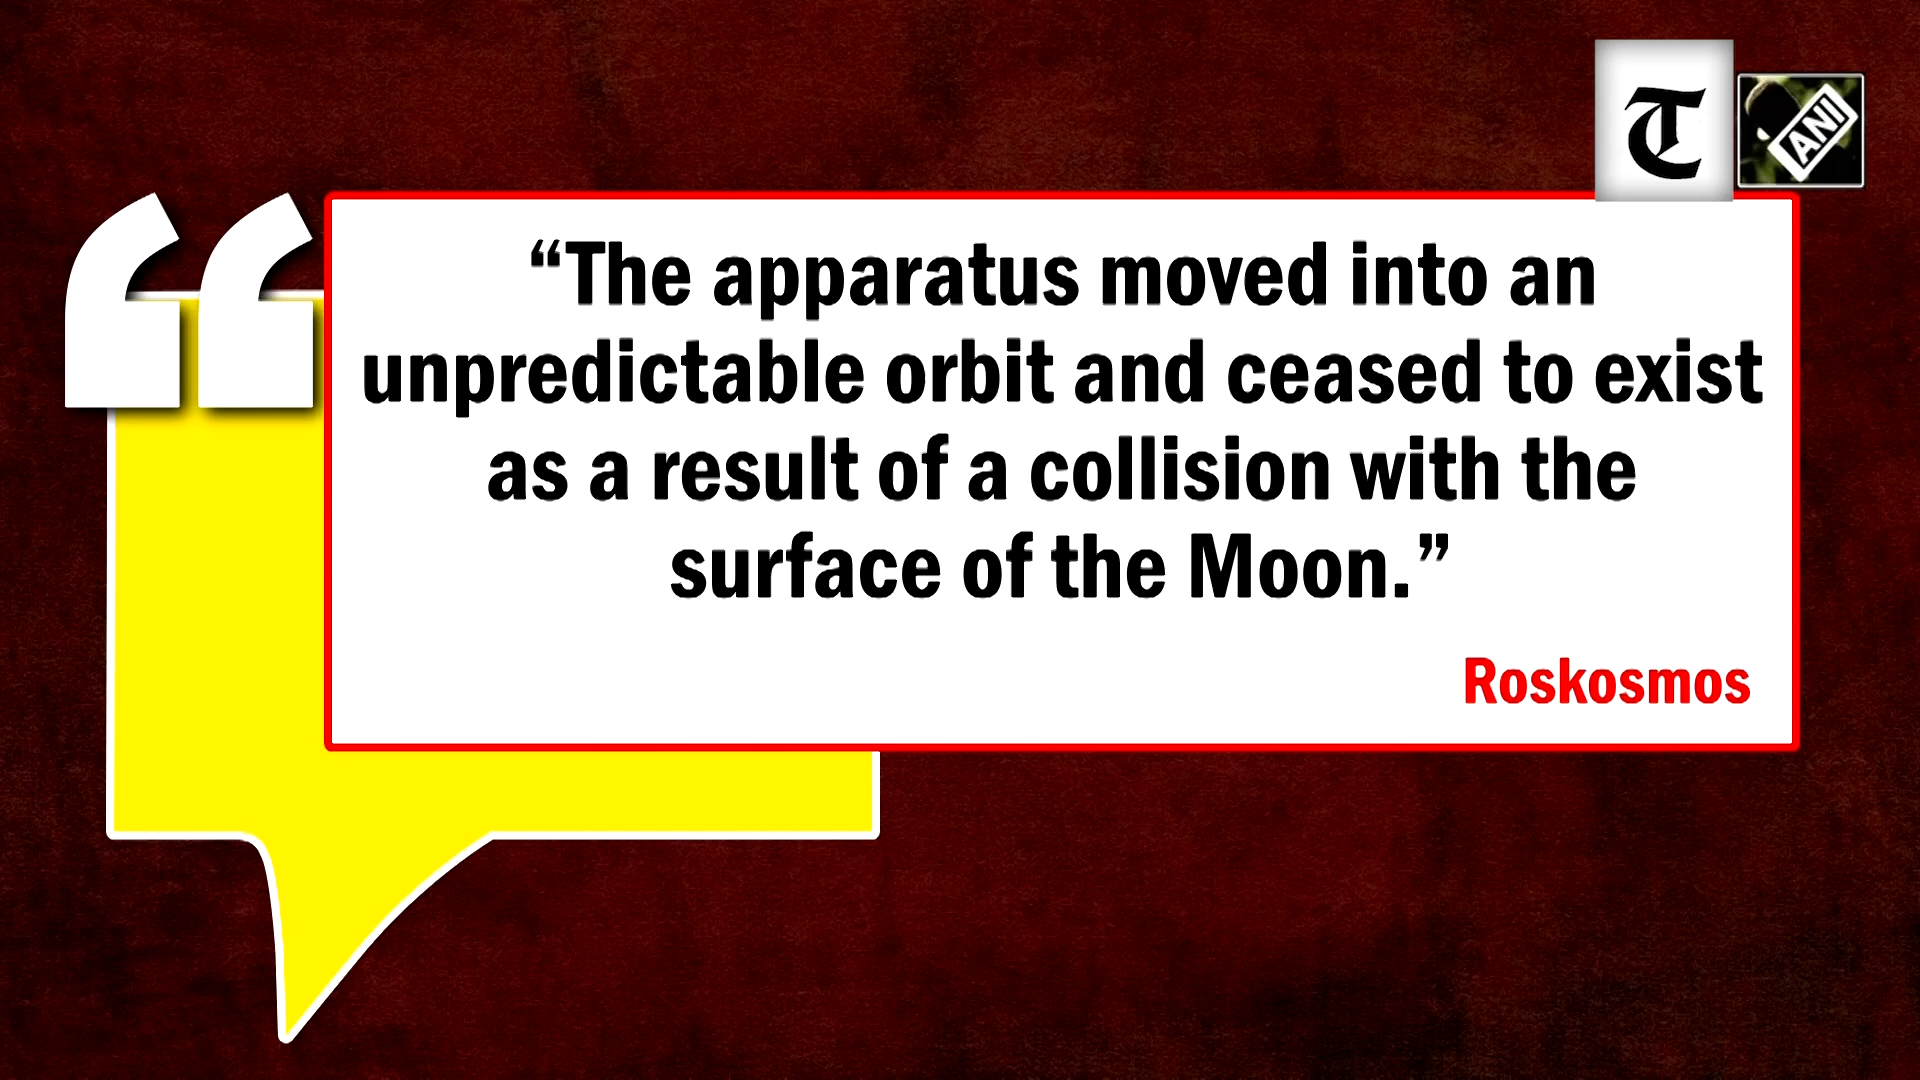 T
ANI
“The apparatus moved into an
unpredictable orbit and ceased to exist
as a result of a collision with the
surface of the Moon.”
Roskosmos